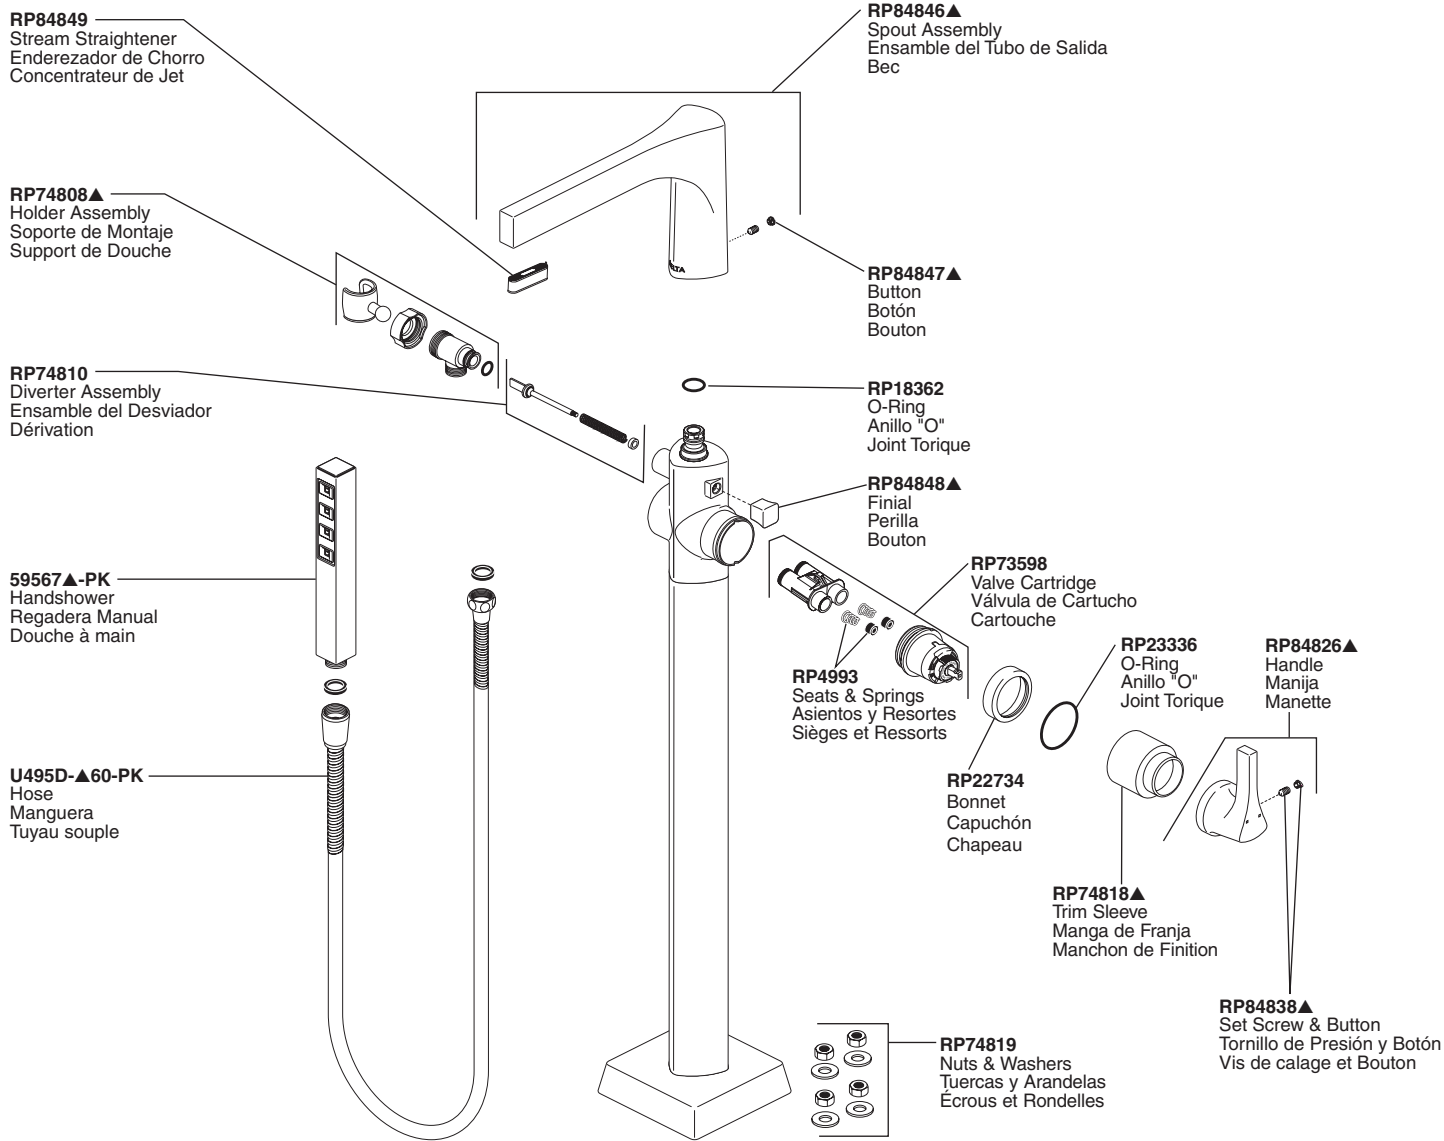 RP84849
Stream Straightener
Enderezador de Chorro
Concentrateur de Jet
RP84846▲
Spout Assembly
Ensamble del Tubo de Salida
Bec
RP74808▲
Holder Assembly
Soporte de Montaje
Support de Douche
RP84847▲
Button
Botón
Bouton
RP74810
Diverter Assembly
Ensamble del Desviador
Dérivation
RP18362
O-Ring
Anillo "O"
Joint Torique
RP84848▲
Finial
Perilla
Bouton
59567▲-PK
Handshower
Regadera Manual
Douche à main
RP73598
Valve Cartridge
Válvula de Cartucho
Cartouche
RP4993
Seats & Springs
Asientos y Resortes
Sièges et Ressorts
RP23336
O-Ring
Anillo "O"
Joint Torique
RP84826▲
Handle
Manija
Manette
U495D-▲60-PK
Hose
Manguera
Tuyau souple
RP22734
Bonnet
Capuchón
Chapeau
RP74818▲
Trim Sleeve
Manga de Franja
Manchon de Finition
RP84838▲
Set Screw & Button
Tornillo de Presión y Botón
Vis de calage et Bouton
RP74819
Nuts & Washers
Tuercas y Arandelas
Écrous et Rondelles